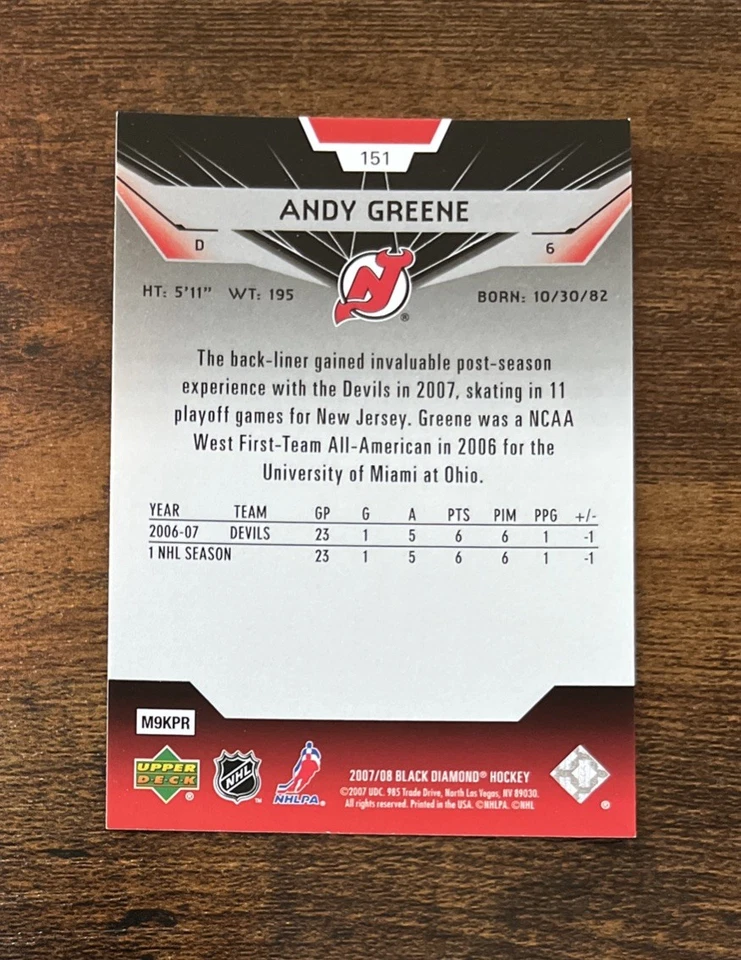 151
ANDY GREENE
D 6
HT: 5'11" WT: 195 BORN: 10/30/82
®
The back-liner gained invaluable post-season
experience with the Devils in 2007, skating in 11
playoff games for New Jersey. Greene was a NCAA
West First-Team All-American in 2006 for the
University of Miami at Ohio.
YEAR TEAM GP G A PTS PIM PPG +/-
2006-07 DEVILS 23 1 5 6 6 1 -1
1 NHL SEASON 23 1 5 6 6 1 -1
M9KPR
UPPER
DECK
®
NHL
™
NHLPA®
2007/08 BLACK DIAMOND® HOCKEY
©2007 UDC. 985 Trade Drive, North Las Vegas, NV 89030.
All rights reserved. Printed in the USA. ©NHLPA. ©NHL
®